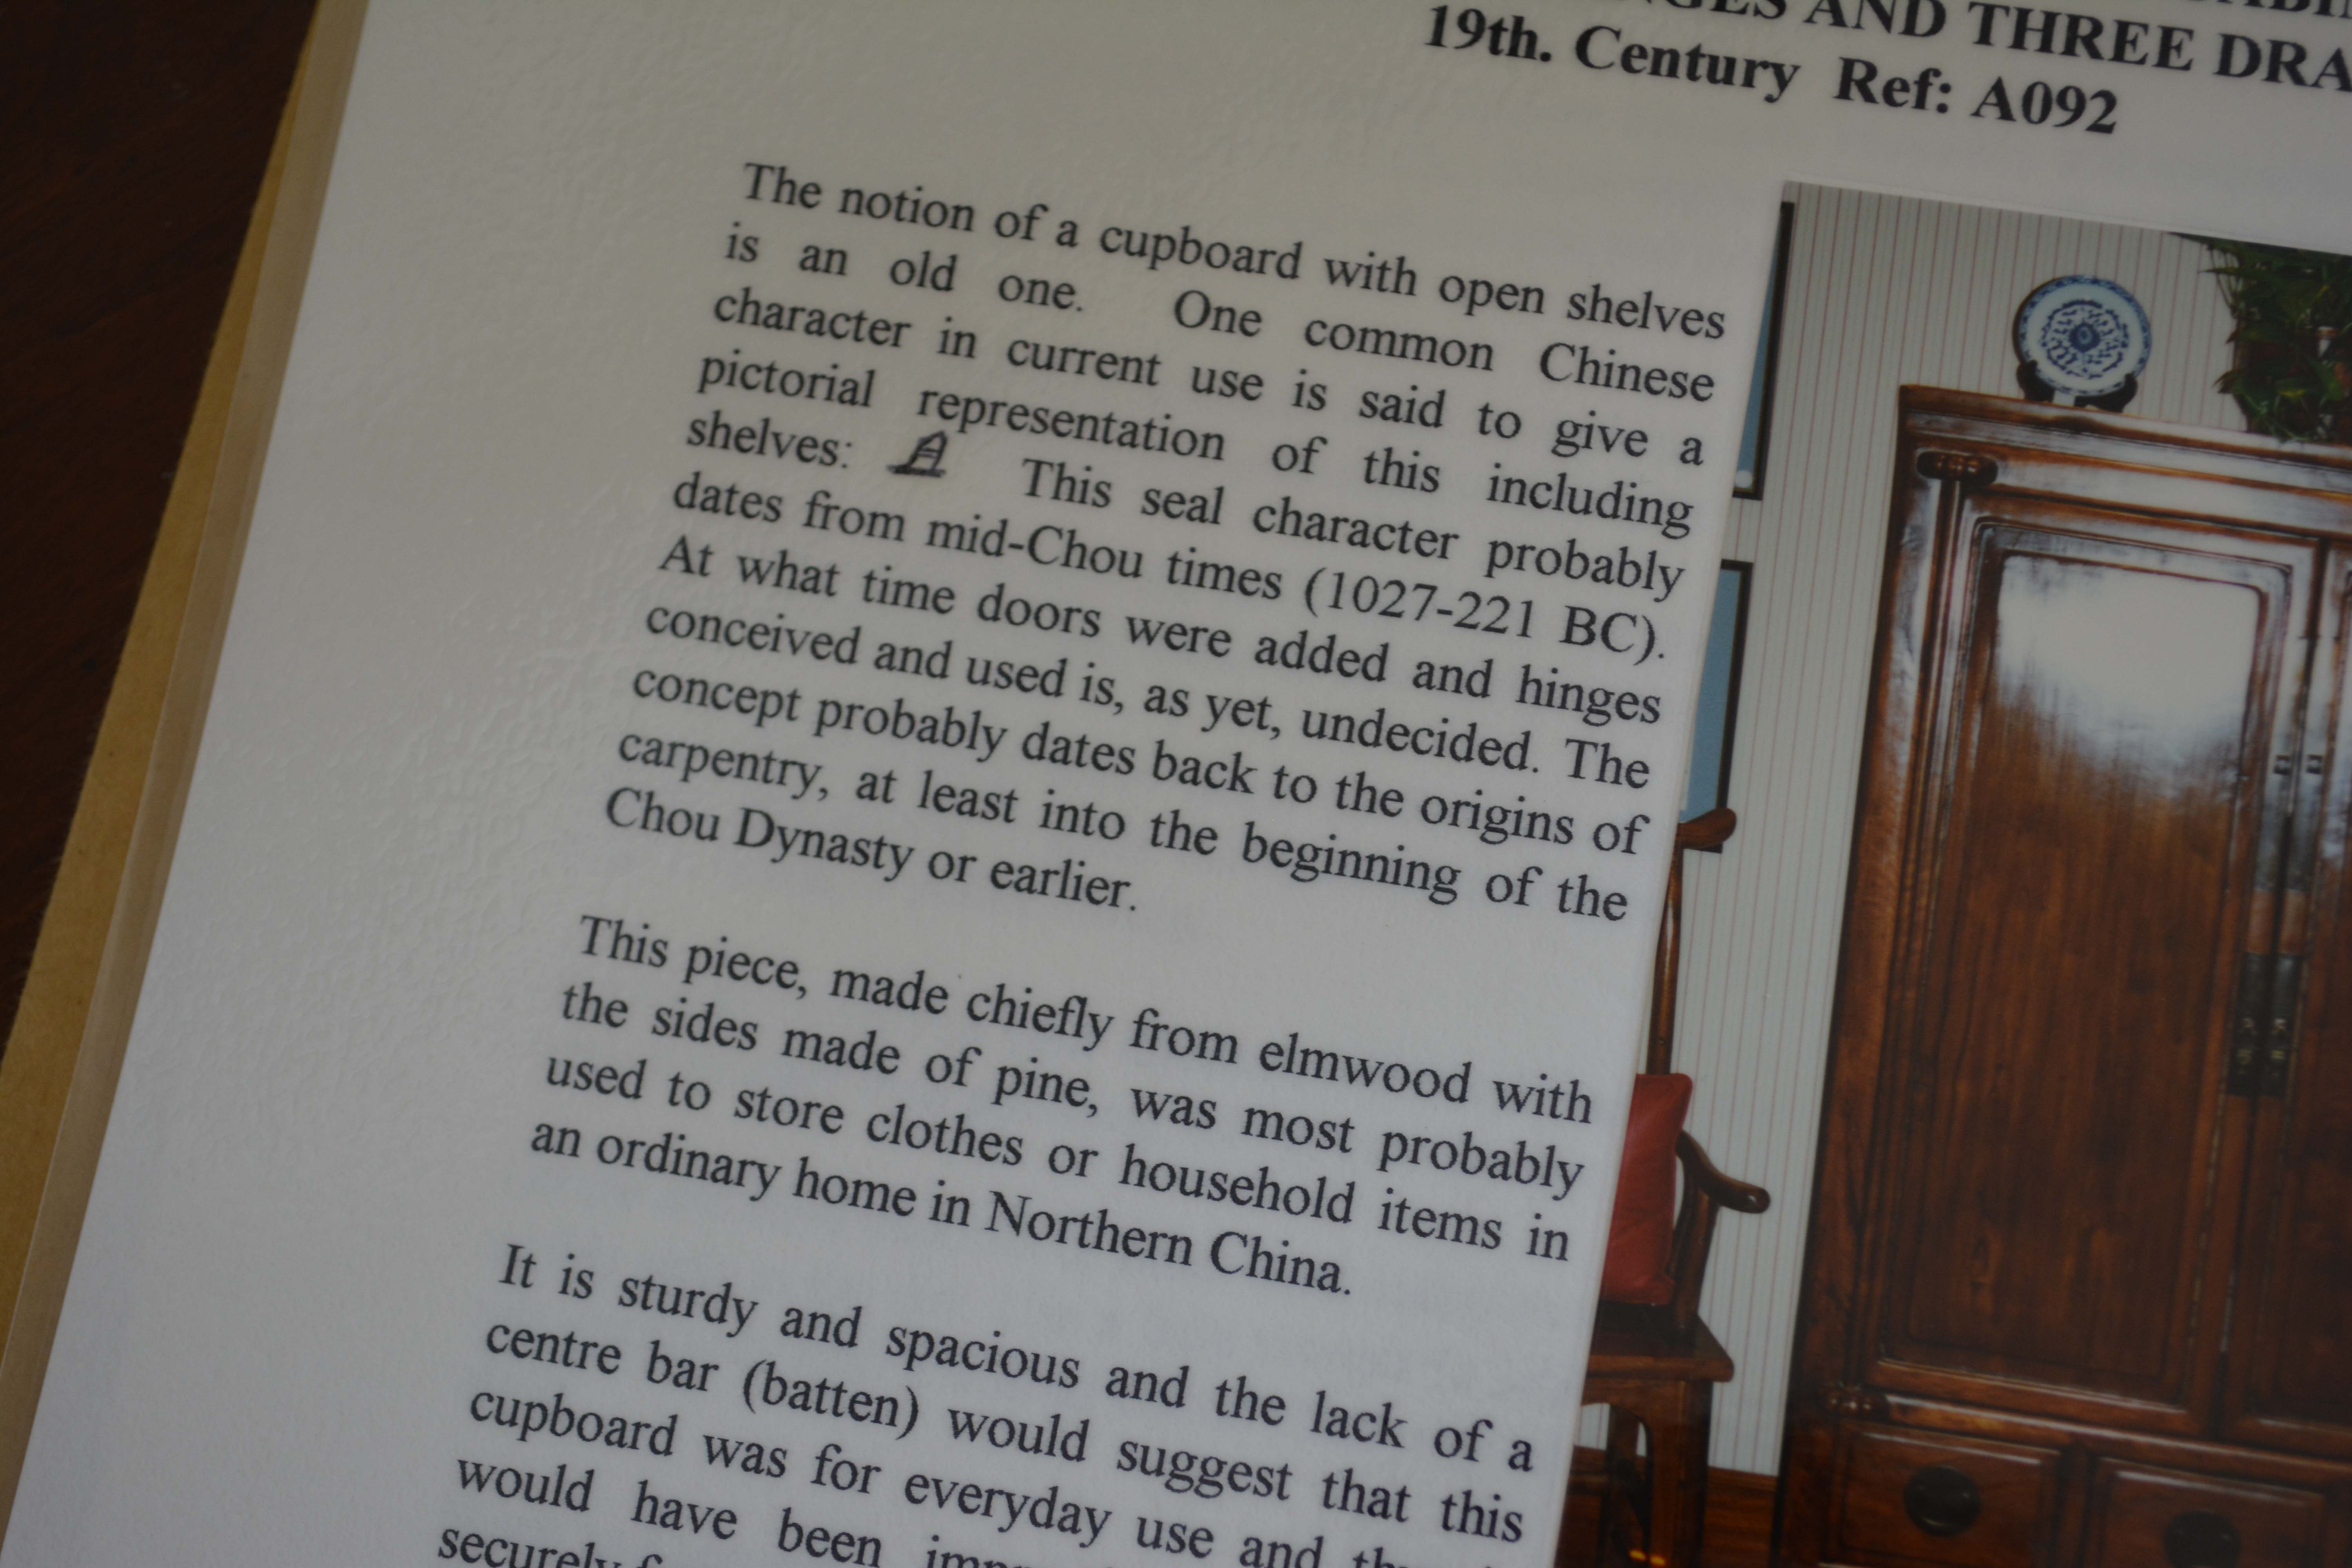 AND THREE
19th. Century Ref: A092
The notion of a cupboard with open shelves
is an old one. One common Chinese
character in current use is said to give a
pictorial representation of this including
shelves: This seal character probably
dates from mid-Chou times (1027-221 BC).
At what time doors were added and hinges
conceived and used is, as yet, undecided. The
concept probably dates back to the origins of
carpentry, at least into the beginning of the
Chou Dynasty or earlier.
This piece, made chiefly from elmwood with
the sides made of pine, was most probably
used to store clothes or household items in
an ordinary home in Northern China.
It is sturdy and spacious and the lack of a
centre bar (batten) would suggest that this
cupboard was for everyday use and
would have been
securely